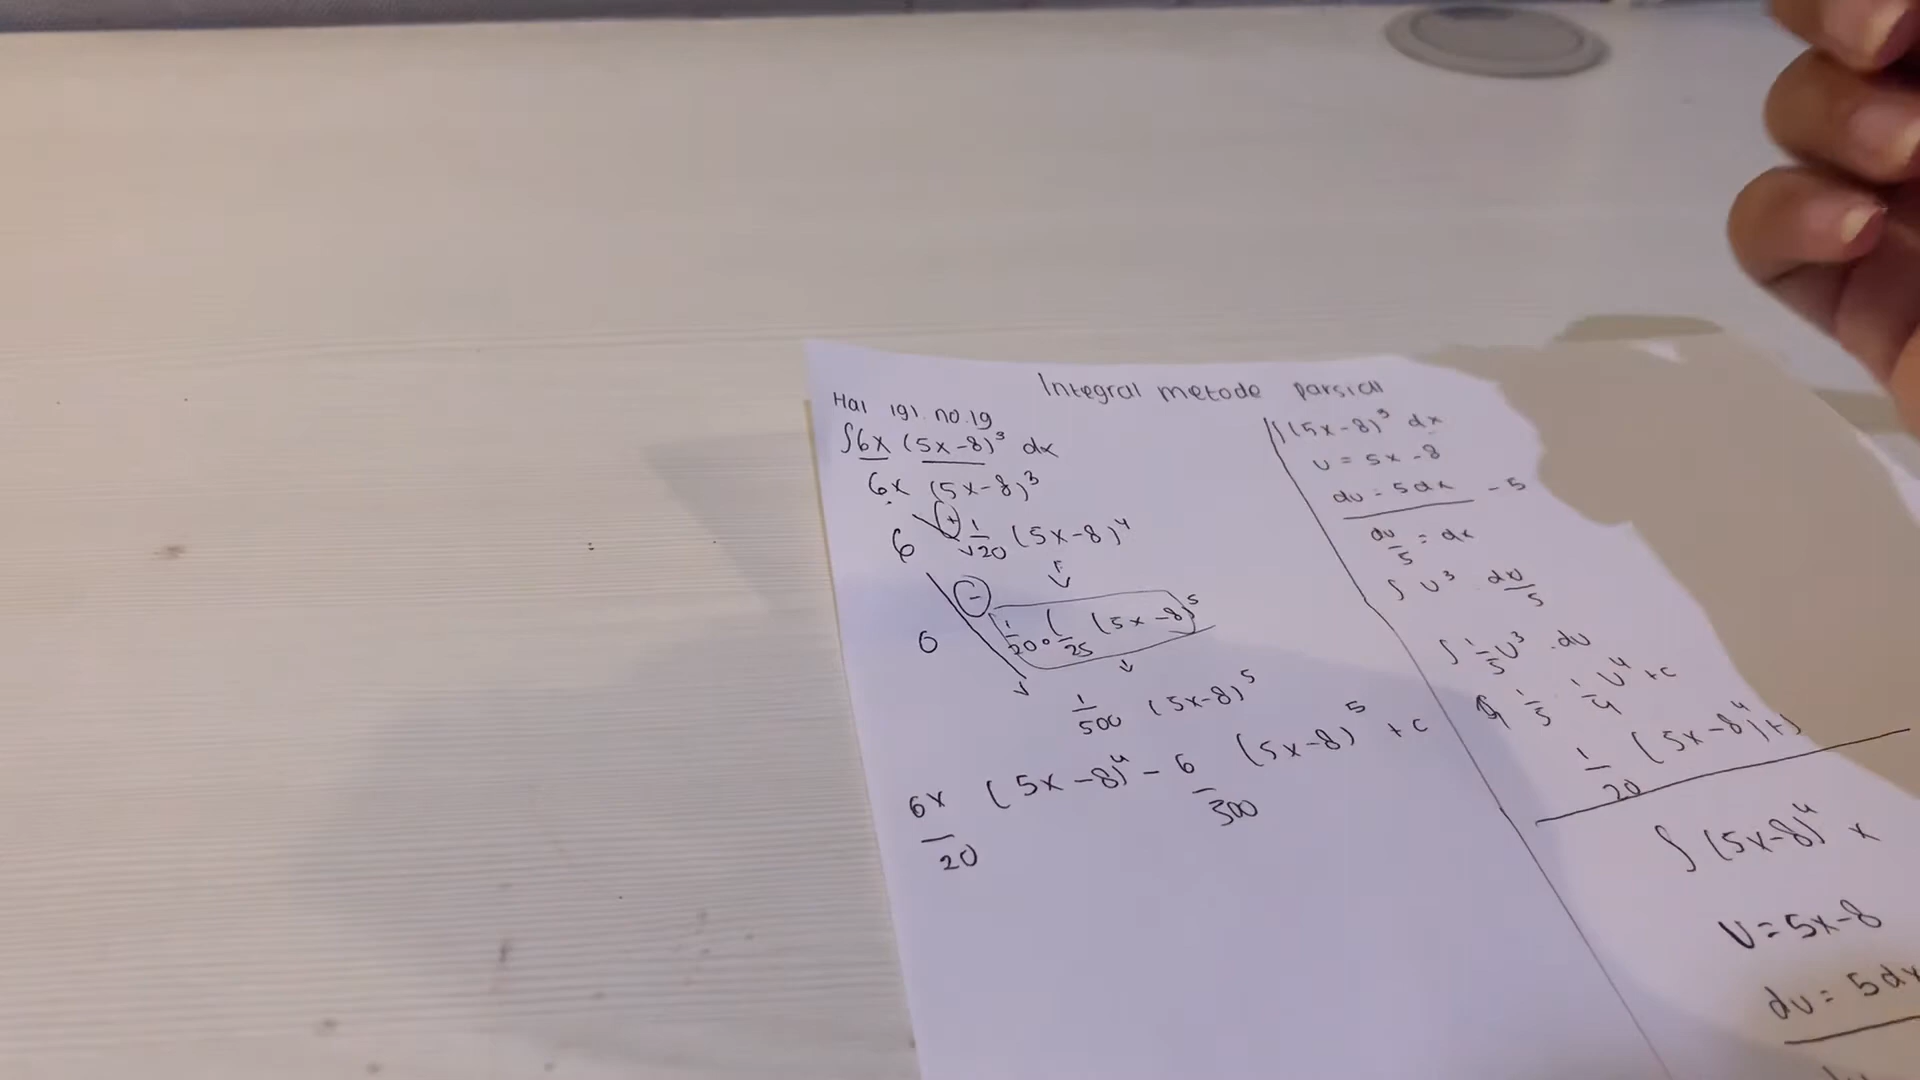 Integral metode parsial
Hal 191 no.19
∫6x (5x-8)³ dx
6x (5x-8)³
+
6 1/20 (5x-8)⁴
-
0 1/20 · 1/25 (5x-8)⁵
1/500 (5x-8)⁵
6x/20 (5x-8)⁴ - 6/500 (5x-8)⁵ + c
∫(5x-8)³ dx
u = 5x-8
du = 5dx - 5
du/5 = dx
∫ u³ du/5
∫ 1/5 u³ . du
1/5 1/4 u⁴ + c
1/20 (5x-8⁴)+
∫ (5x-8)⁴ x
u = 5x-8
du = 5dx